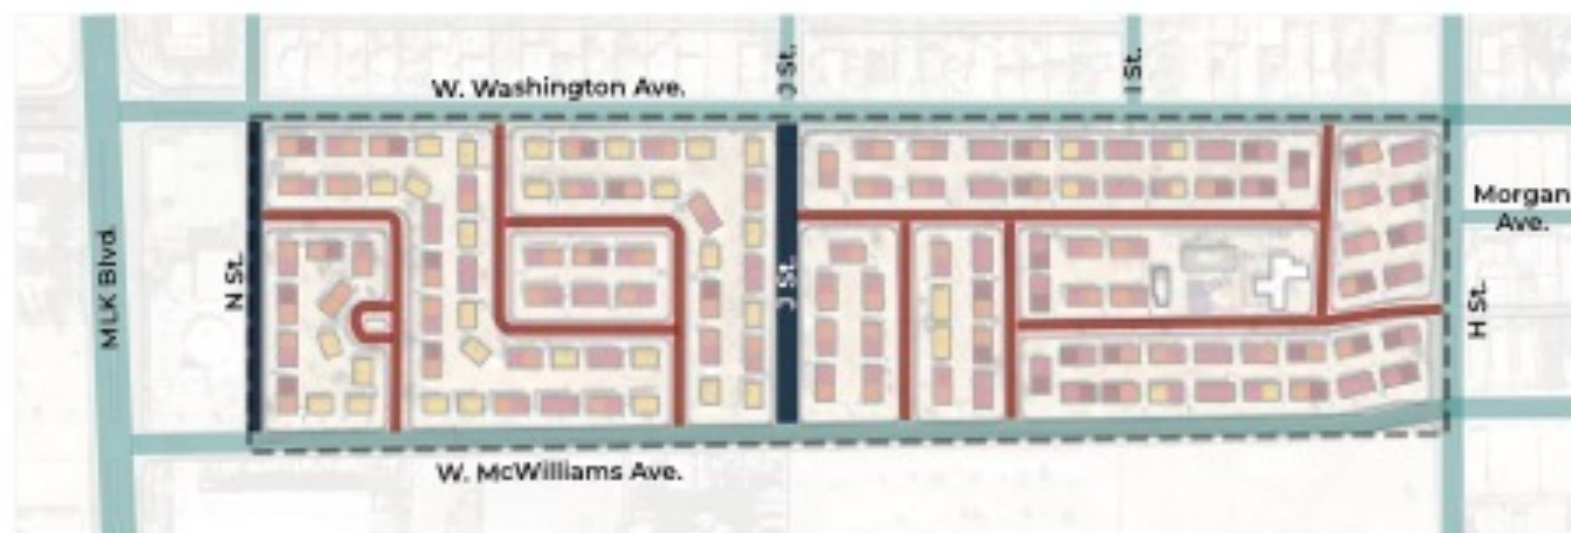 W. Washington Ave.
J St.
I St.
MLK Blvd.
N St.
J St.
Morgan
Ave.
H St.
W. McWilliams Ave.